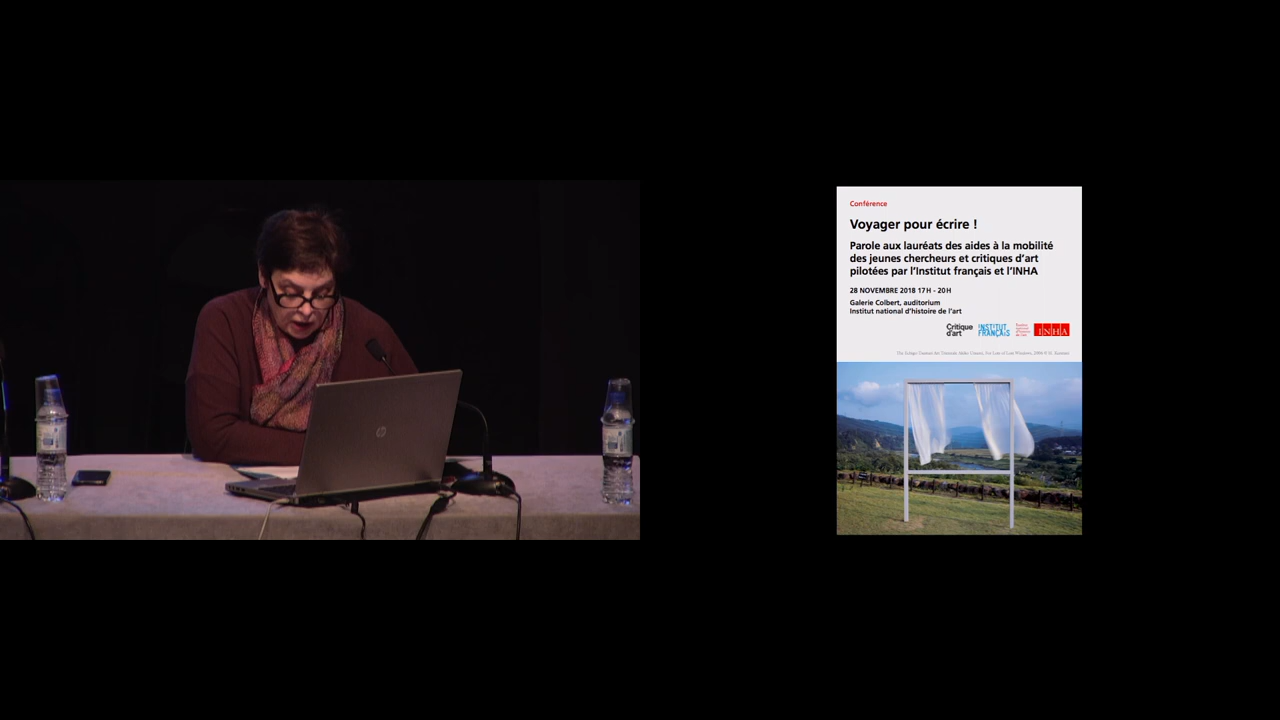 Conférence
Voyager pour écrire !
Parole aux lauréats des aides à la mobilité
des jeunes chercheurs et critiques d'art
pilotées par l'Institut français et l'INHA
28 NOVEMBRE 2018 17H - 20H
Galerie Colbert, auditorium
Institut national d'histoire de l'art
Critique
d'art
INSTITUT
FRANÇAIS
INHA
hp